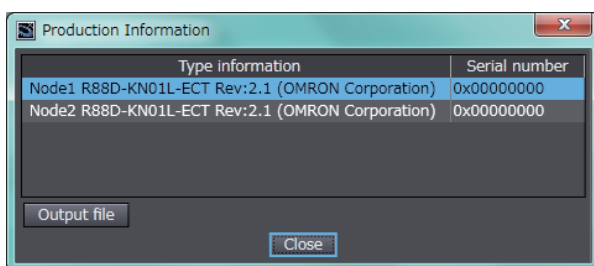 Production Information
Type information Serial number
Node1 R88D-KN01L-ECT Rev:2.1 (OMRON Corporation) 0x00000000
Node2 R88D-KN01L-ECT Rev:2.1 (OMRON Corporation) 0x00000000
Output file
Close